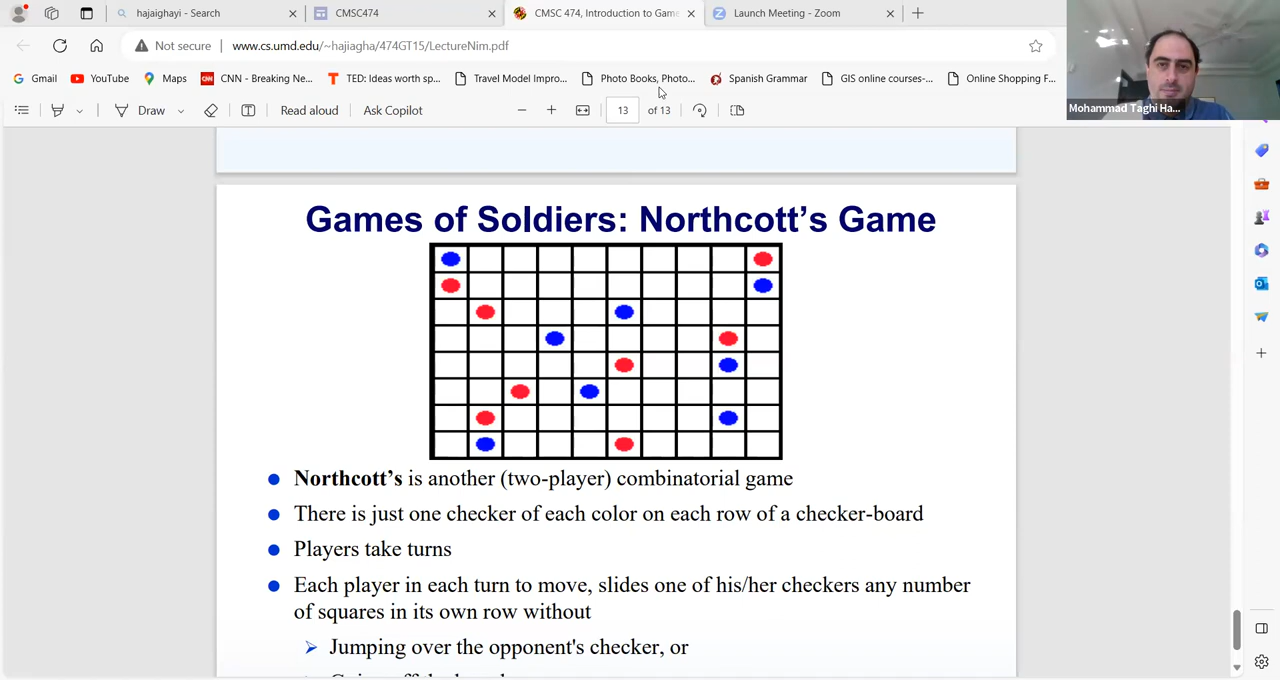 hajaighayi - Search
CMSC474
CMSC 474, Introduction to Game
Launch Meeting - Zoom
Not secure
www.cs.umd.edu/~hajiagha/474GT15/LectureNim.pdf
Gmail
YouTube
Maps
CNN - Breaking Ne...
TED: Ideas worth sp...
Travel Model Impro...
Photo Books, Photo...
Spanish Grammar
GIS online courses-...
Online Shopping F...
Mohammad Taghi Ha...
Draw
Read aloud
Ask Copilot
13 of 13
Games of Soldiers: Northcott's Game
Northcott's is another (two-player) combinatorial game
There is just one checker of each color on each row of a checker-board
Players take turns
Each player in each turn to move, slides one of his/her checkers any number
of squares in its own row without
Jumping over the opponent's checker, or